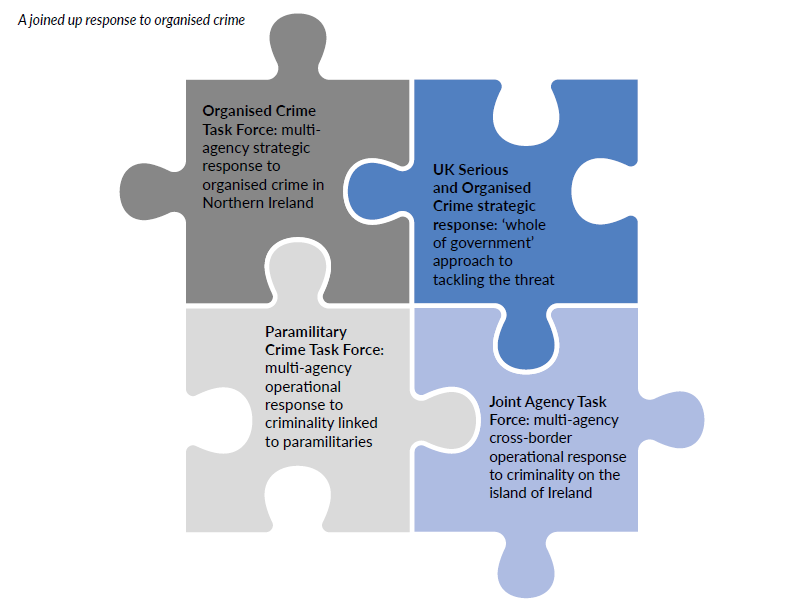 A joined up response to organised crime
Organised Crime
Task Force: multi-
agency strategic
response to
organised crime in
Northern Ireland
UK Serious
and Organised
Crime strategic
response: ‘whole
of government’
approach to
tackling the threat
Paramilitary
Crime Task Force:
multi-agency
operational
response to
criminality linked
to paramilitaries
Joint Agency Task
Force: multi-agency
cross-border
operational response
to criminality on the
island of Ireland